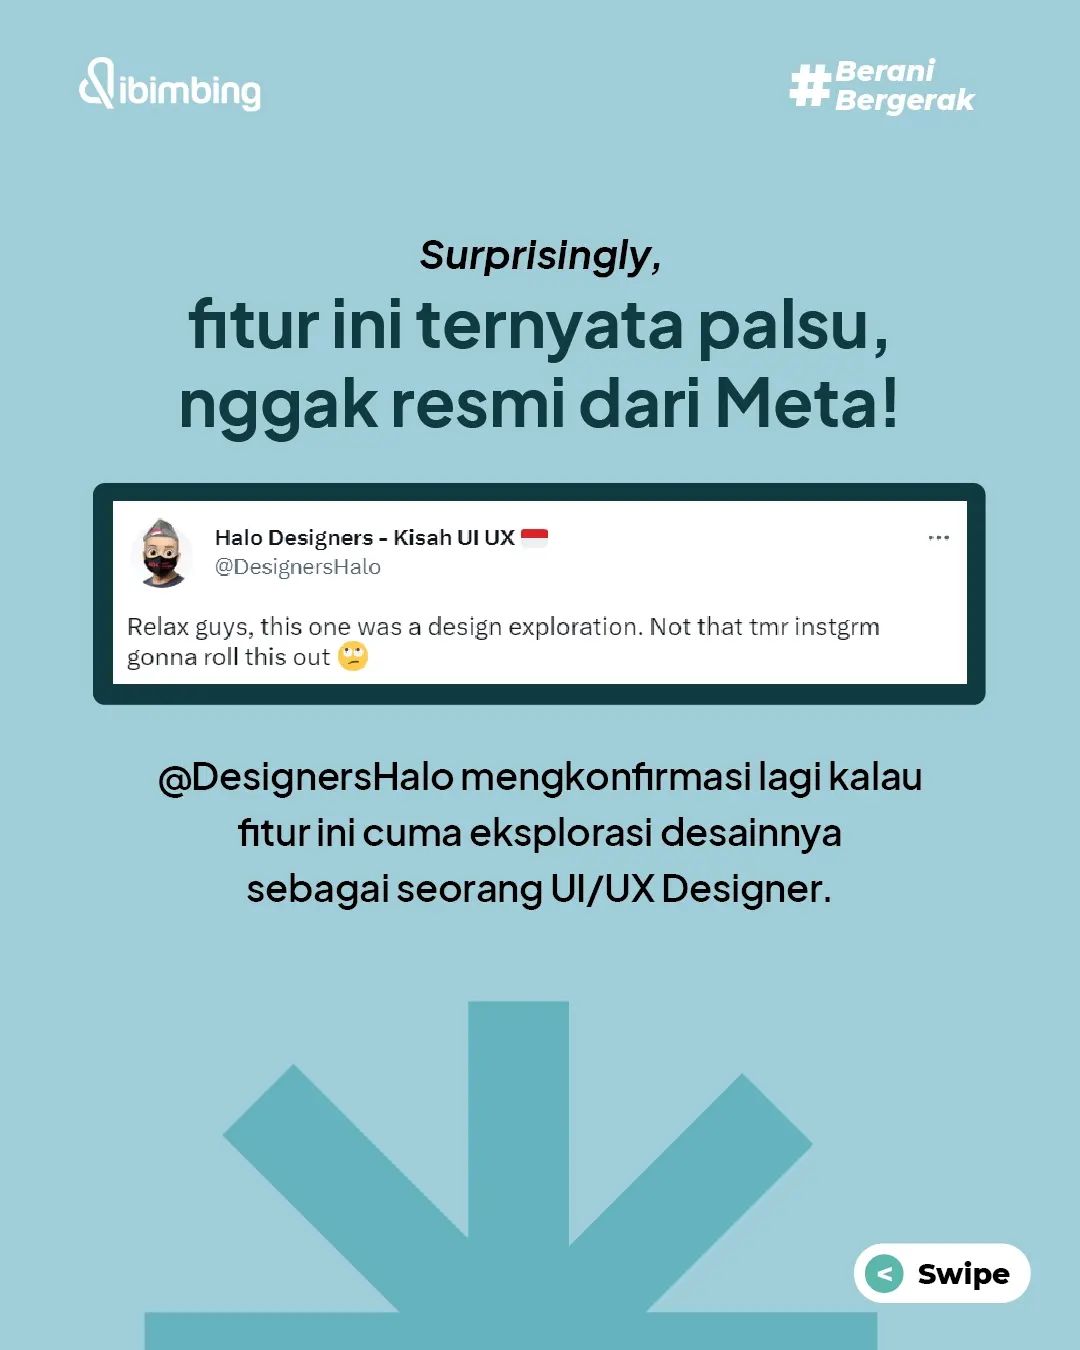 dibimbing
#Berani
Bergerak
Surprisingly,
fitur ini ternyata palsu,
nggak resmi dari Meta!
Halo Designers - Kisah UI UX 🇮🇩
@DesignersHalo
Relax guys, this one was a design exploration. Not that tmr instgrm
gonna roll this out 🙄
@DesignersHalo mengkonfirmasi lagi kalau
fitur ini cuma eksplorasi desainnya
sebagai seorang UI/UX Designer.
< Swipe